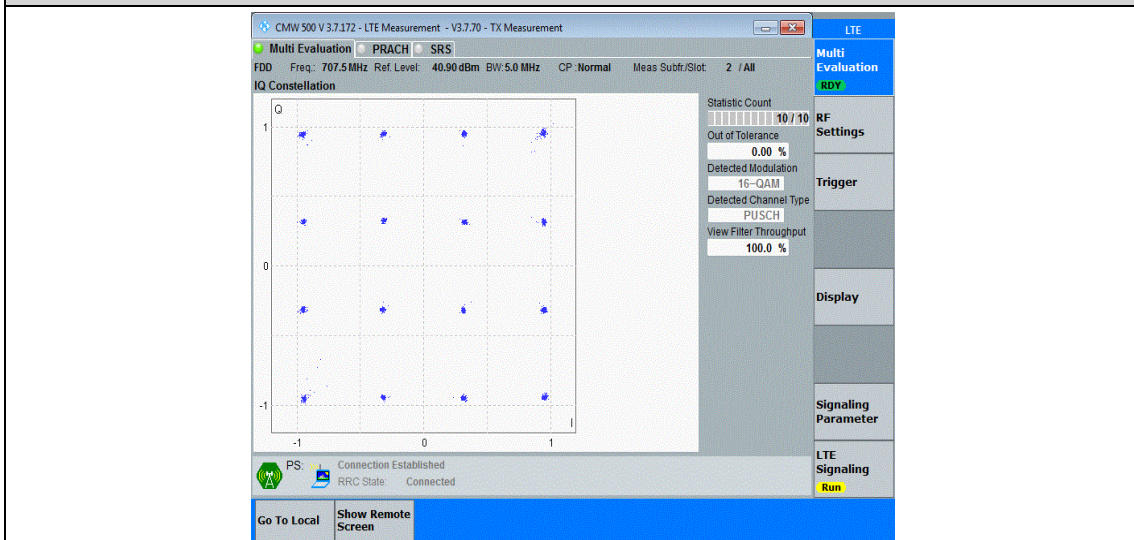 CMW 500 V 3.7.172 - LTE Measurement - V3.7.70 - TX Measurement
Multi Evaluation PRACH SRS
FDD Freq.: 707.5 MHz Ref. Level: 40.90 dBm BW: 5.0 MHz CP :Normal Meas Subfr./Slot: 2 / All
IQ Constellation
Q
1
0
-1
I
-1 0 1
Statistic Count
10 / 10
Out of Tolerance
0.00 %
Detected Modulation
16-QAM
Detected Channel Type
PUSCH
View Filter Throughput
100.0 %
LTE
Multi
Evaluation
RDY
RF
Settings
Trigger
Display
Signaling
Parameter
LTE
Signaling
Run
PS: Connection Established
RRC State: Connected
Go To Local
Show Remote
Screen